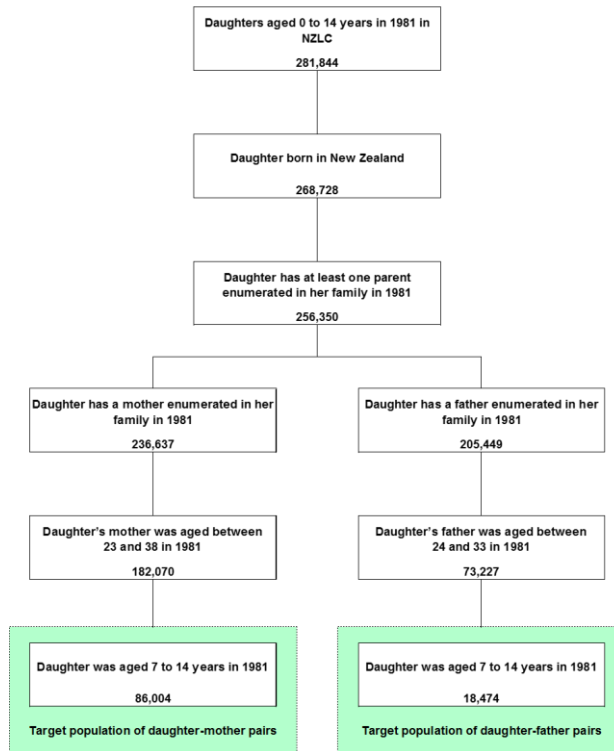 Daughters aged 0 to 14 years in 1981 in
NZLC
281,844
Daughter born in New Zealand
268,728
Daughter has at least one parent
enumerated in her family in 1981
256,350
Daughter has a mother enumerated in her
family in 1981
236,637
Daughter has a father enumerated in her
family in 1981
205,449
Daughter's mother was aged between
23 and 38 in 1981
182,070
Daughter's father was aged between
24 and 33 in 1981
73,227
Daughter was aged 7 to 14 years in 1981
86,004
Target population of daughter-mother pairs
Daughter was aged 7 to 14 years in 1981
18,474
Target population of daughter-father pairs